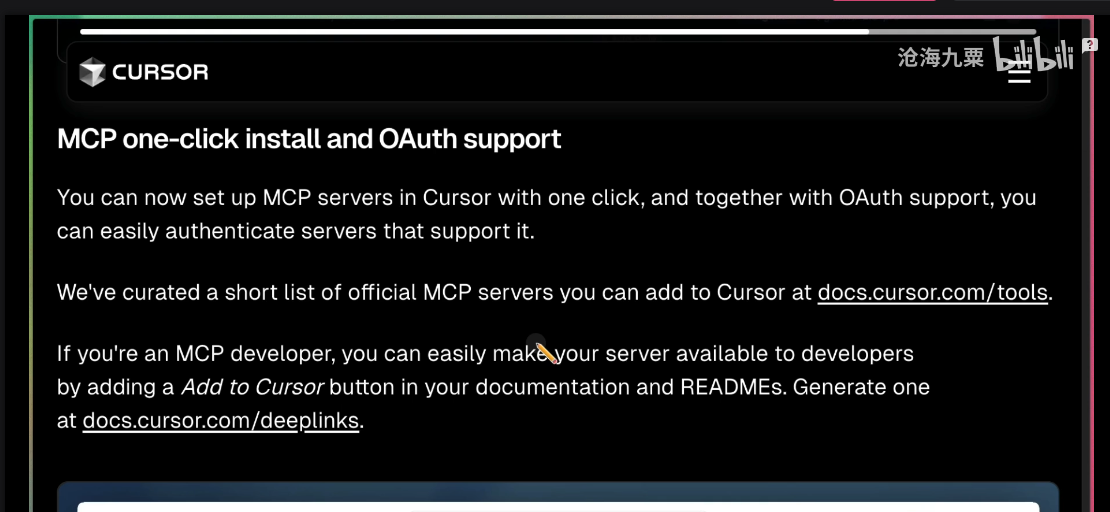 沧海九粟 bilibili
?
CURSOR
MCP one-click install and OAuth support
You can now set up MCP servers in Cursor with one click, and together with OAuth support, you
can easily authenticate servers that support it.
We've curated a short list of official MCP servers you can add to Cursor at docs.cursor.com/tools.
If you're an MCP developer, you can easily make your server available to developers
by adding a Add to Cursor button in your documentation and READMEs. Generate one
at docs.cursor.com/deeplinks.